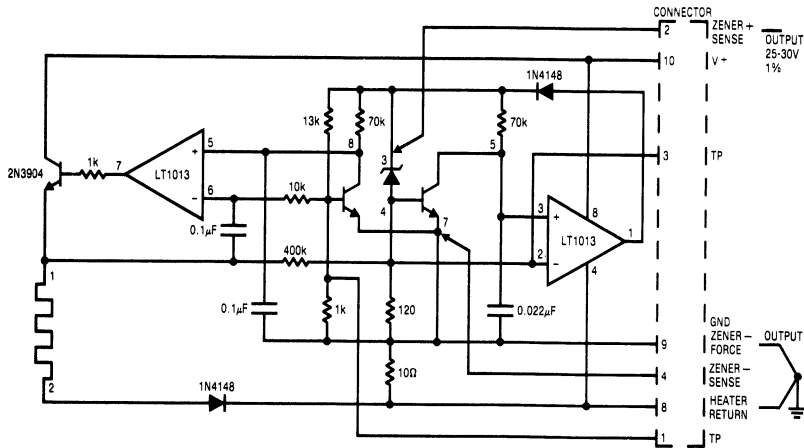 CONNECTOR
2 ZENER+
SENSE
OUTPUT
25-30V
1%
10 V+
1N4148
13k
70k
70k
3 TP
2N3904
1k
7
LT1013
5
6
+
−
8
3
5
10k
4
7
3
+
2
−
LT1013
8
1
4
0.1µF
400k
1
0.1µF
1k
120
0.022µF
GND
9 ZENER−
FORCE
OUTPUT
10Ω
4 ZENER−
SENSE
2
1N4148
8 HEATER
RETURN
1 TP